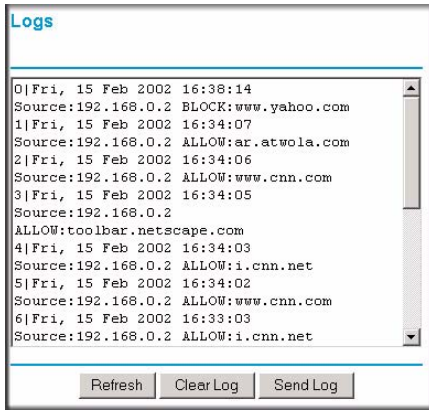 Logs
0|Fri, 15 Feb 2002 16:38:14
Source:192.168.0.2 BLOCK:www.yahoo.com
1|Fri, 15 Feb 2002 16:34:07
Source:192.168.0.2 ALLOW:ar.atwola.com
2|Fri, 15 Feb 2002 16:34:06
Source:192.168.0.2 ALLOW:www.cnn.com
3|Fri, 15 Feb 2002 16:34:05
Source:192.168.0.2
ALLOW:toolbar.netscape.com
4|Fri, 15 Feb 2002 16:34:03
Source:192.168.0.2 ALLOW:i.cnn.net
5|Fri, 15 Feb 2002 16:34:02
Source:192.168.0.2 ALLOW:www.cnn.com
6|Fri, 15 Feb 2002 16:33:03
Source:192.168.0.2 ALLOW:i.cnn.net
Refresh Clear Log Send Log